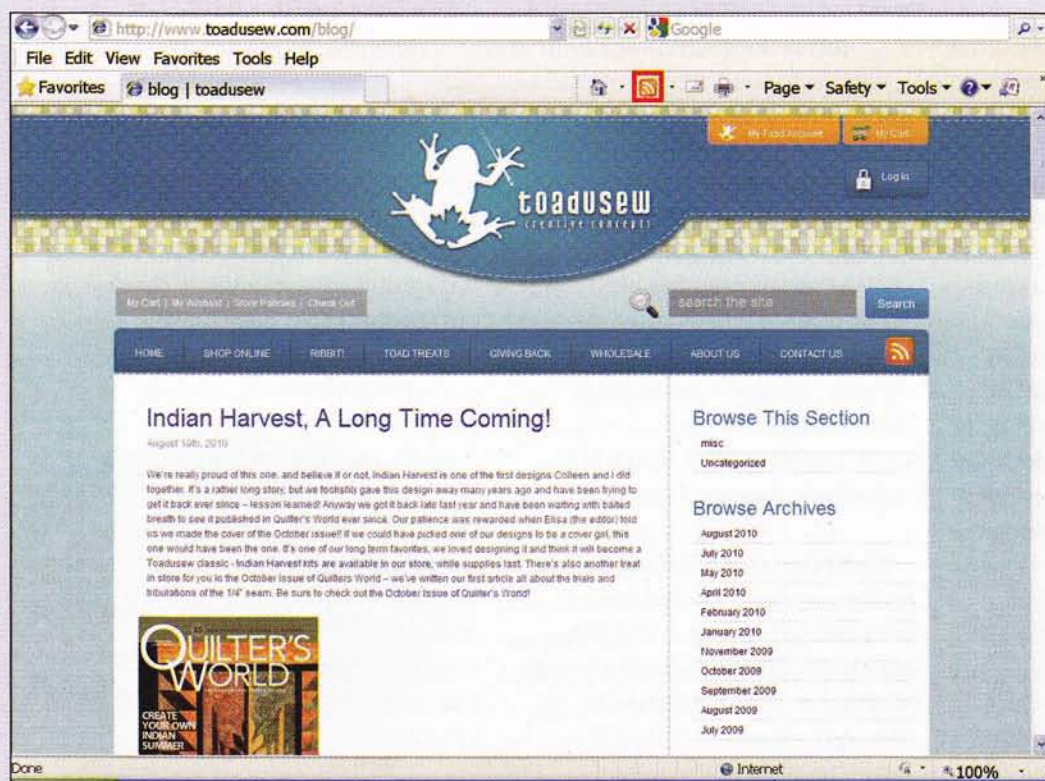 http://www.toadusew.com/blog/ Google
File Edit View Favorites Tools Help
Favorites blog | toadusew Page Safety Tools
My Toad Account My Cart
Log in
toadusew
creative concepts
My Cart | My Wishlist | Store Policies | Check Out search the site Search
HOME SHOP ONLINE RIBBIT! TOAD TREATS GIVING BACK WHOLESALE ABOUT US CONTACT US
Indian Harvest, A Long Time Coming!
August 2010
We're really proud of this one, and believe it or not, Indian Harvest is one of the first designs Colleen and I did
together. It's a rather long story, but we foolishly gave this design away many years ago and have been trying to
get it back ever since – lesson learned! Anyway we got it back late last year and have been waiting with baited
breath to see it published in Quilter's World ever since. Our patience was rewarded when Elisa (the editor) told
us we made the cover of the October issue!! If we could have picked one of our designs to be a cover girl, this
one would have been the one. It's one of our long term favorites, we loved designing it and think it will become a
Toadusew classic - Indian Harvest kits are available in our store, while supplies last. There's also another treat
in store for you in the October issue of Quilters World – we've written our first article all about the trials and
tribulations of the 1/4" seam. Be sure to check out the October issue of Quilter's World!
QUILTER'S
WORLD
CREATE
YOUR OWN
INDIAN
SUMMER
Browse This Section
misc
Uncategorized
Browse Archives
August 2010
July 2010
May 2010
April 2010
February 2010
January 2010
November 2009
October 2009
September 2009
August 2009
July 2009
Done Internet 100%